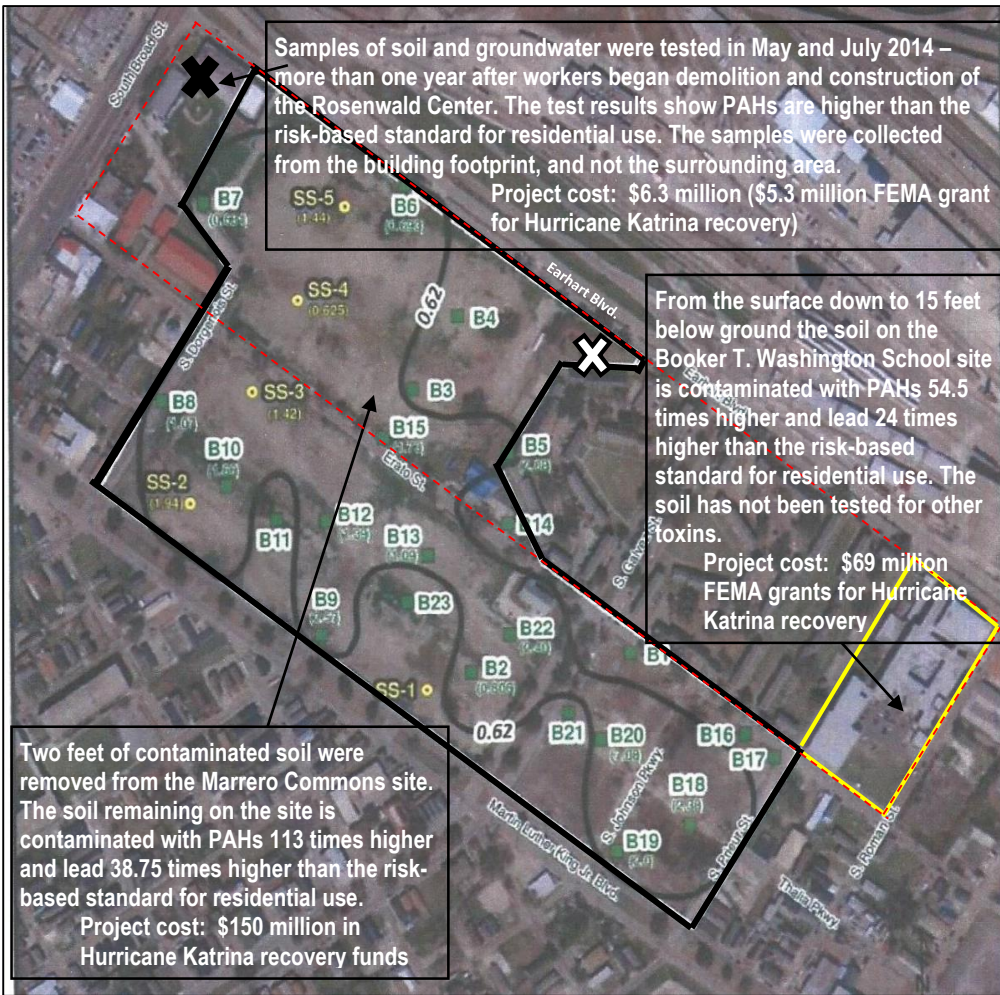 South Broad St.
Samples of soil and groundwater were tested in May and July 2014 –
more than one year after workers began demolition and construction of
the Rosenwald Center. The test results show PAHs are higher than the
risk-based standard for residential use. The samples were collected
from the building footprint, and not the surrounding area.
Project cost: $6.3 million ($5.3 million FEMA grant
for Hurricane Katrina recovery)
B7
SS-5
(1.44)
B6
(0.693)
Earhart Blvd.
SS-4
(0.625)
0.62
B4
S. Dorgenois St.
From the surface down to 15 feet
below ground the soil on the
Booker T. Washington School site
is contaminated with PAHs 54.5
times higher and lead 24 times
higher than the risk-based
standard for residential use. The
soil has not been tested for other
toxins.
Project cost: $69 million
FEMA grants for Hurricane
Katrina recovery
SS-3
(1.42)
B3
B8
(1.07)
B15
B10
B5
Erato St.
SS-2
(1.94)
B11
B12
B13
B14
S. Galvez St.
B9
B23
B22
B1
B2
(0.606)
SS-1
0.62
B21
B20
(7.08)
B16
B17
B18
B19
S. Johnson Pkwy.
S. Prieur St.
S. Roman St.
Martin Luther King Jr. Blvd.
Thalia Pkwy.
Two feet of contaminated soil were
removed from the Marrero Commons site.
The soil remaining on the site is
contaminated with PAHs 113 times higher
and lead 38.75 times higher than the risk-
based standard for residential use.
Project cost: $150 million in
Hurricane Katrina recovery funds
N